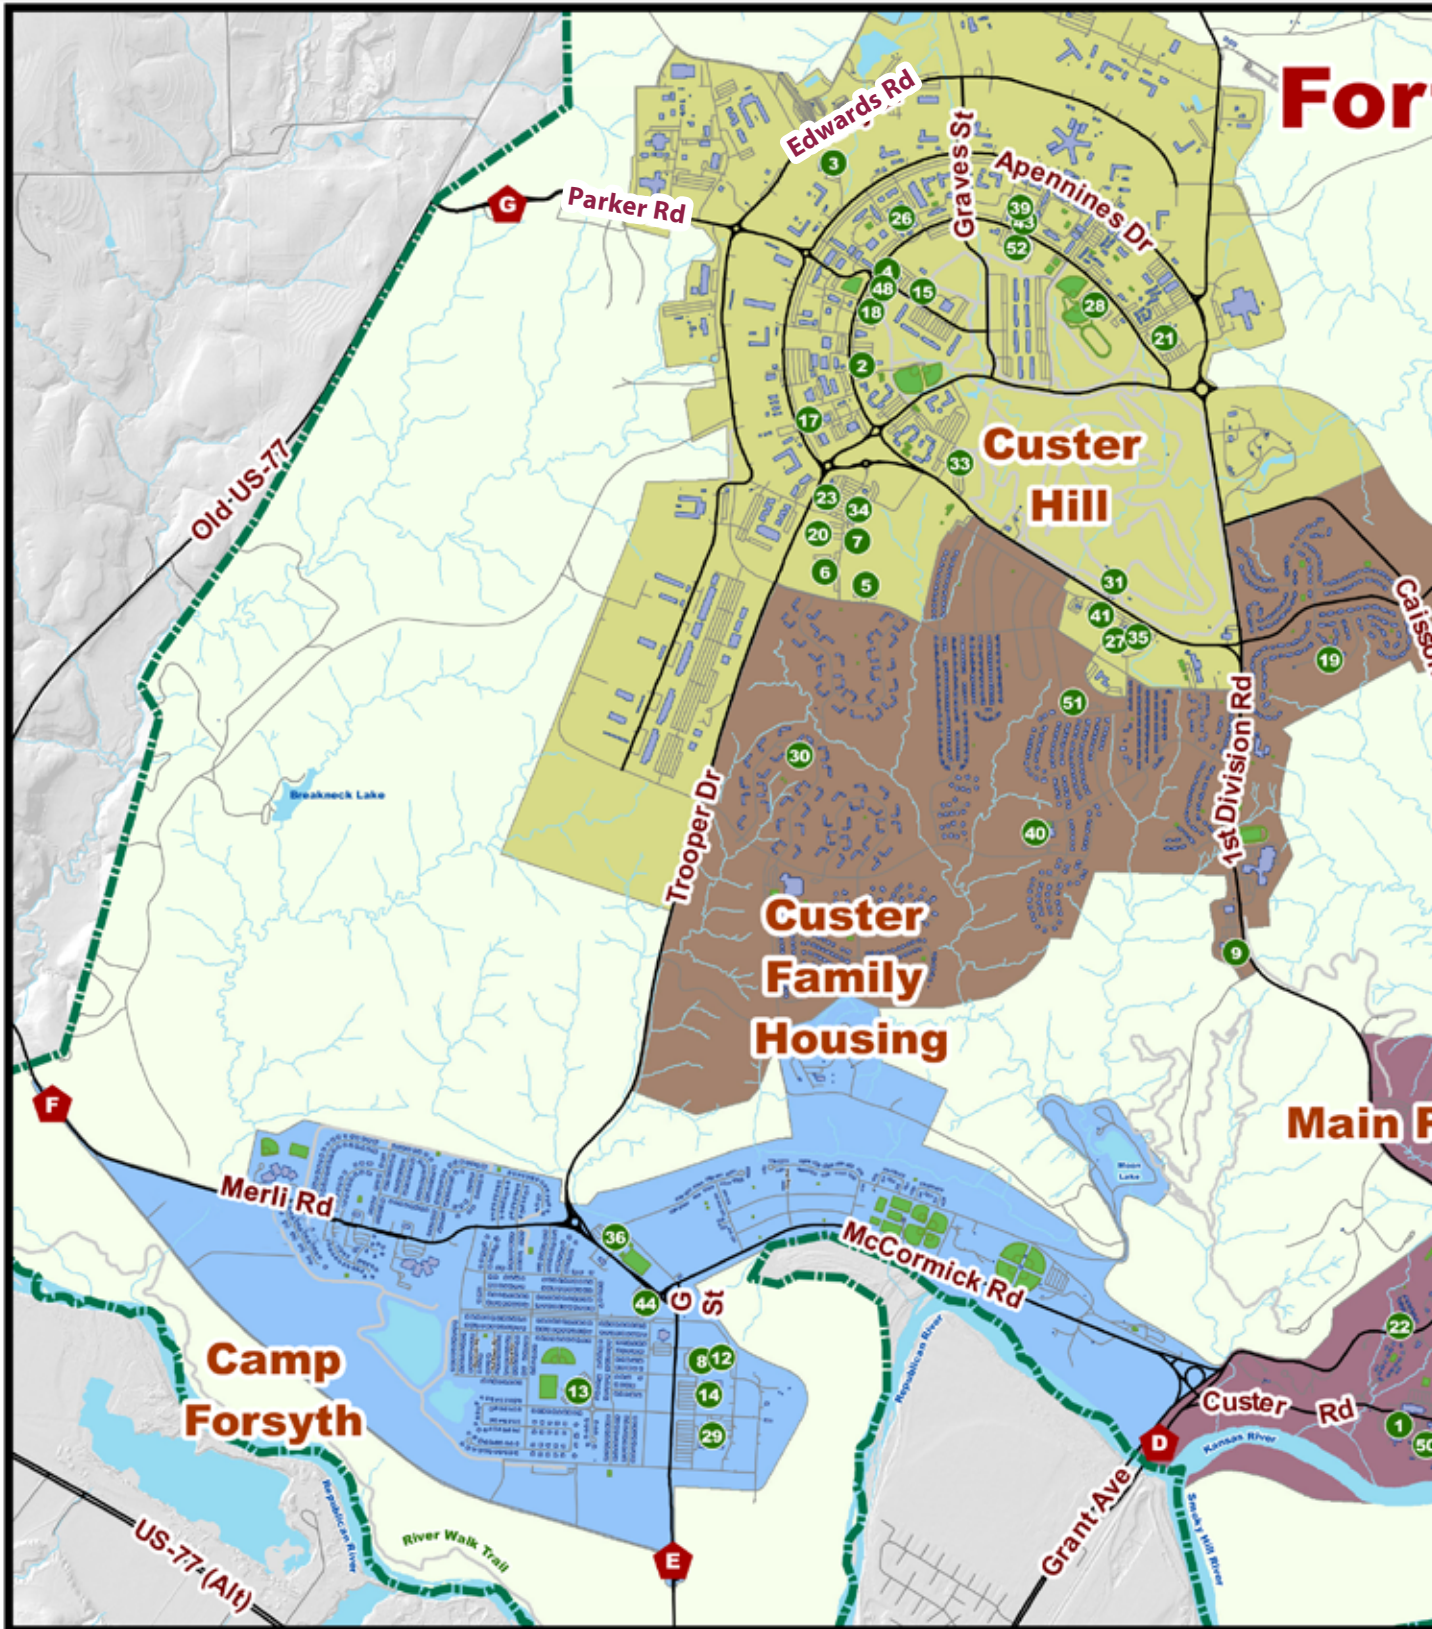 For
Edwards Rd
3
Graves St
Apennines Dr
G
Parker Rd
26
39
43
52
4
48
15
18
28
21
2
17
Custer
Hill
33
Old US-77
23
34
20
7
6
5
31
41
27
35
19
Caisson
51
1st Division Rd
30
Breakneck Lake
Trooper Dr
40
Custer
Family
Housing
9
F
Main P
Moon
Lake
Merli Rd
36
McCormick Rd
44
G
St
Republican River
22
Camp
Forsyth
8
12
13
14
29
Custer Rd
1
50
D
Kansas River
Grant Ave
Smoky Hill River
Republican River
River Walk Trail
US-77 (Alt)
E